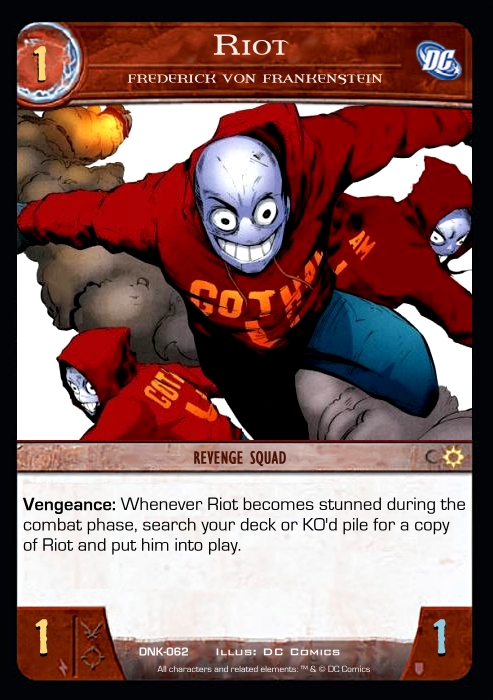 1
RIOT
FREDERICK VON FRANKENSTEIN
DC
GOTHAM
AM
GOTH
REVENGE SQUAD
Vengeance: Whenever Riot becomes stunned during the
combat phase, search your deck or KO'd pile for a copy
of Riot and put him into play.
1
1
DNK-062 ILLUS: DC COMICS
All characters and related elements: ™ & © DC Comics